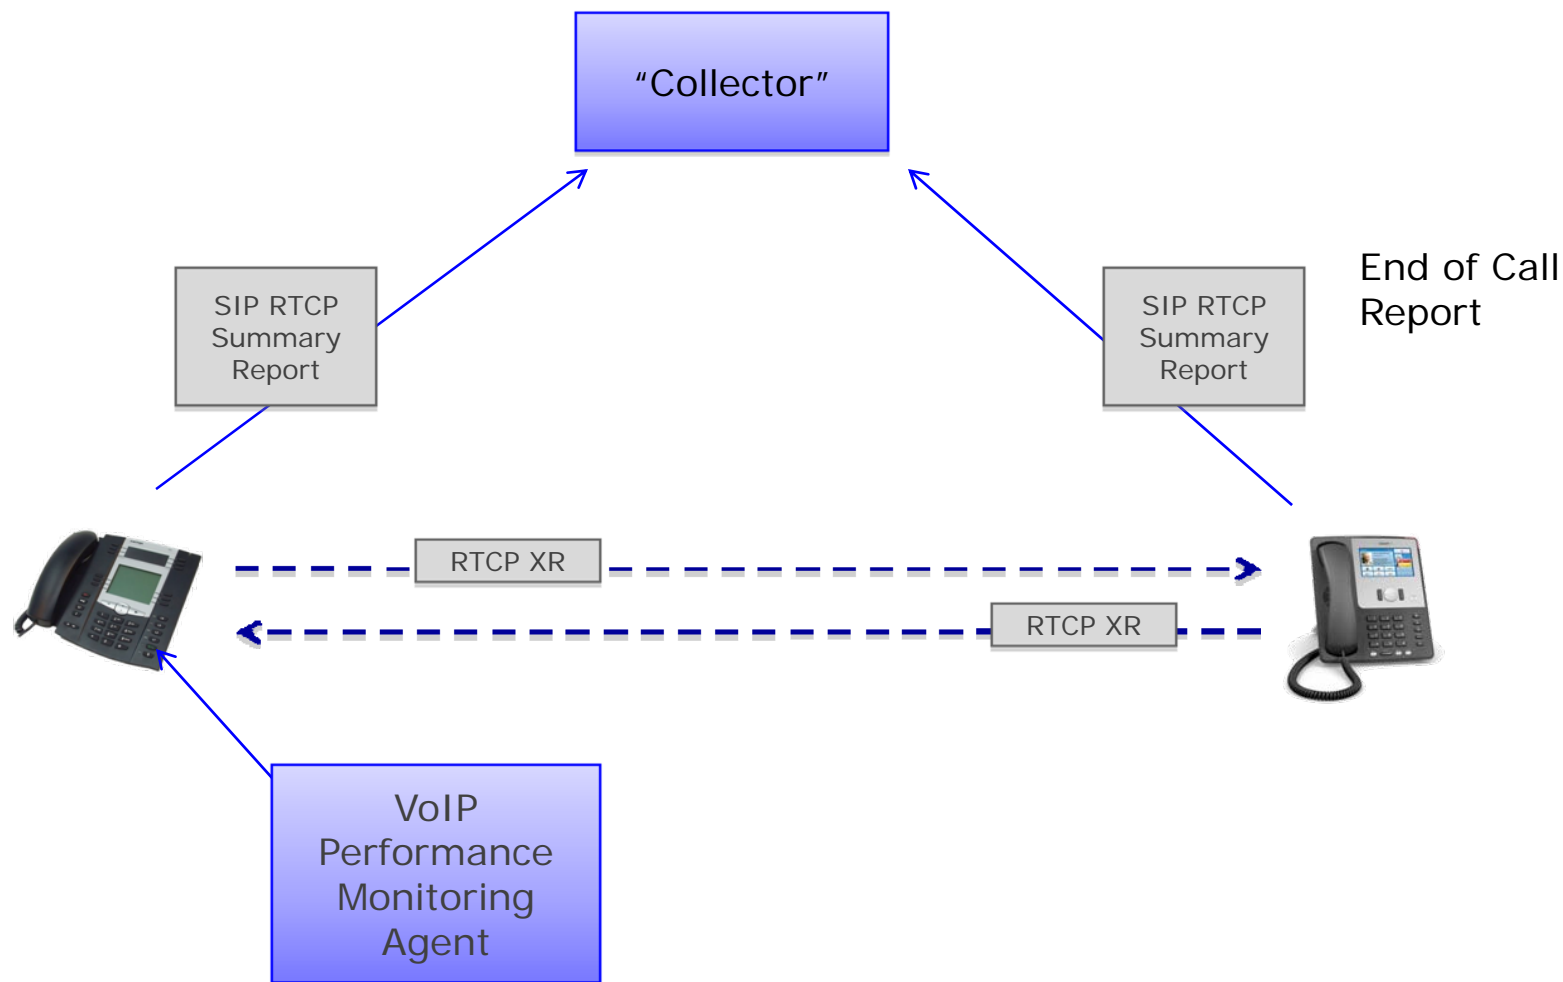 “Collector”
SIP RTCP
Summary
Report
SIP RTCP
Summary
Report
End of Call
Report
RTCP XR
RTCP XR
VoIP
Performance
Monitoring
Agent